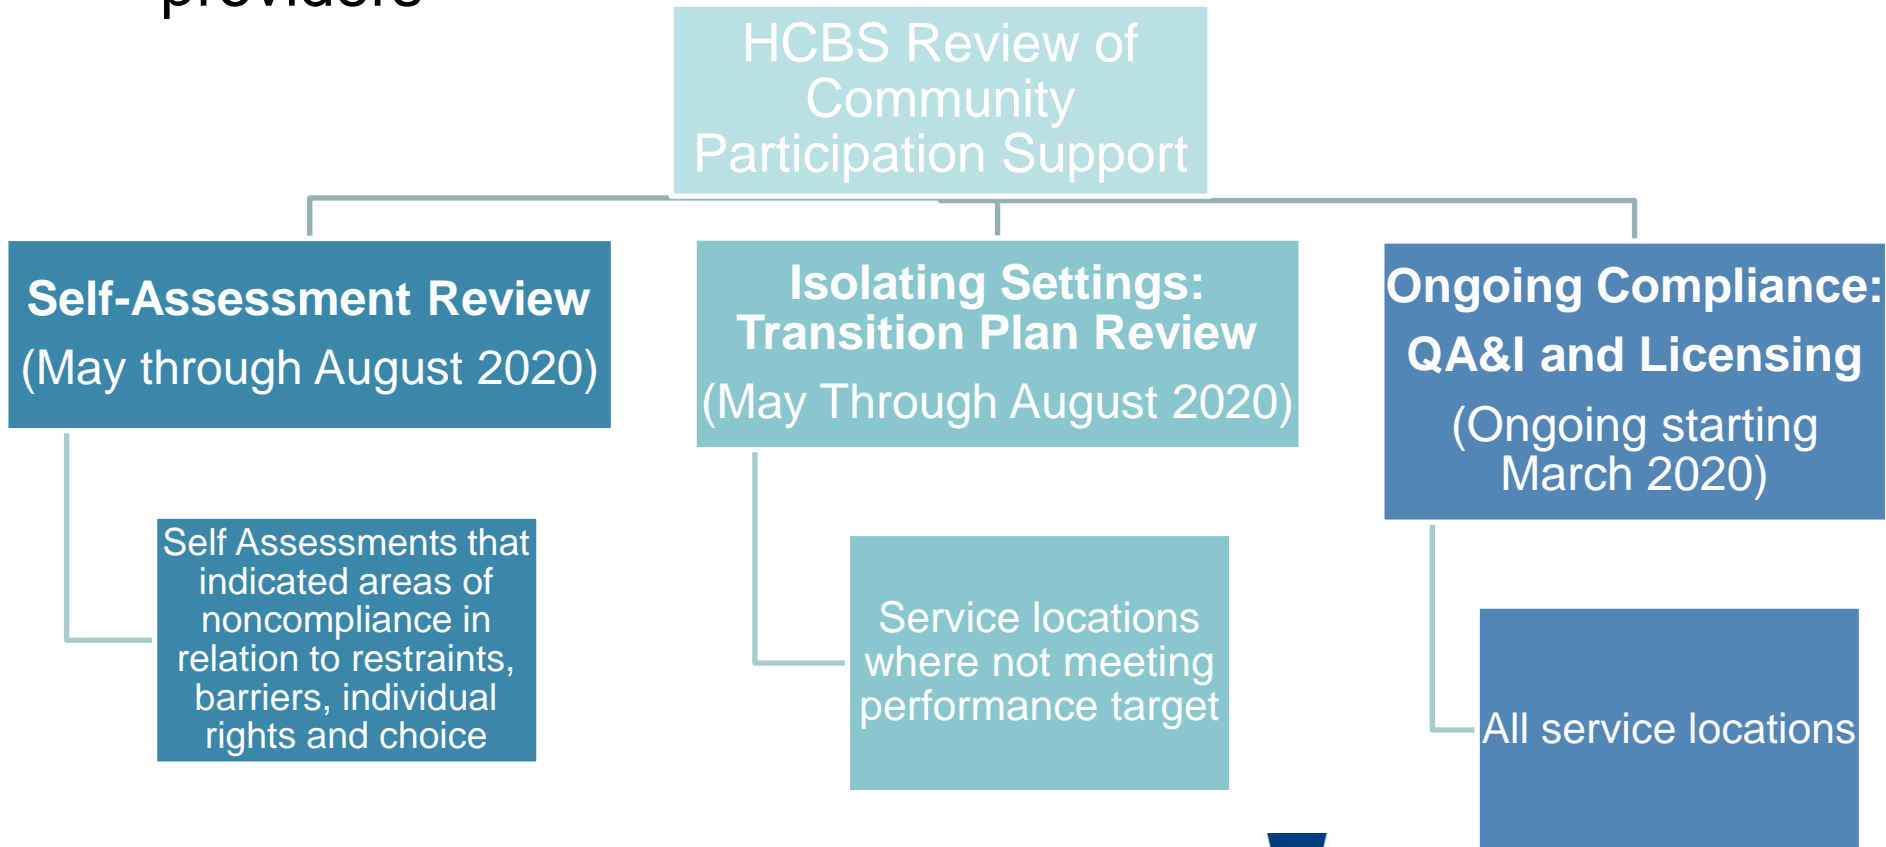 providers
HCBS Review of
Community
Participation Support
Self-Assessment Review
(May through August 2020)
Self Assessments that
indicated areas of
noncompliance in
relation to restraints,
barriers, individual
rights and choice
Isolating Settings:
Transition Plan Review
(May Through August 2020)
Service locations
where not meeting
performance target
Ongoing Compliance:
QA&I and Licensing
(Ongoing starting
March 2020)
All service locations